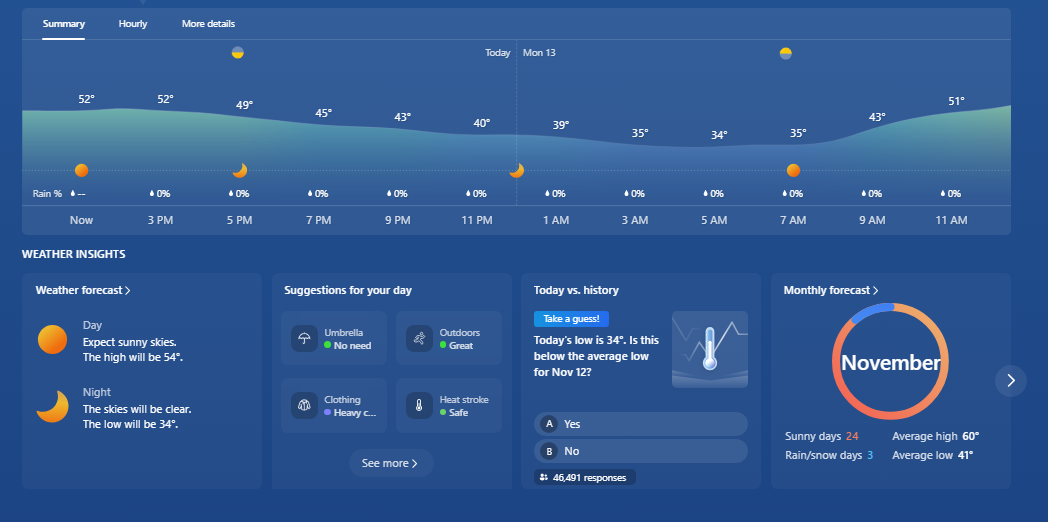 Summary Hourly More details
Today Mon 13
52° 52° 49° 45° 43° 40° 39° 35° 34° 35° 43° 51°
Rain % -- 0% 0% 0% 0% 0% 0% 0% 0% 0% 0% 0%
Now 3 PM 5 PM 7 PM 9 PM 11 PM 1 AM 3 AM 5 AM 7 AM 9 AM 11 AM
WEATHER INSIGHTS
Weather forecast >
Day
Expect sunny skies.
The high will be 54°.
Night
The skies will be clear.
The low will be 34°.
Suggestions for your day
Umbrella
No need
Outdoors
Great
Clothing
Heavy c...
Heat stroke
Safe
See more >
Today vs. history
Take a guess!
Today's low is 34°. Is this
below the average low
for Nov 12?
A Yes
B No
46,491 responses
Monthly forecast >
November
Sunny days 24 Average high 60°
Rain/snow days 3 Average low 41°